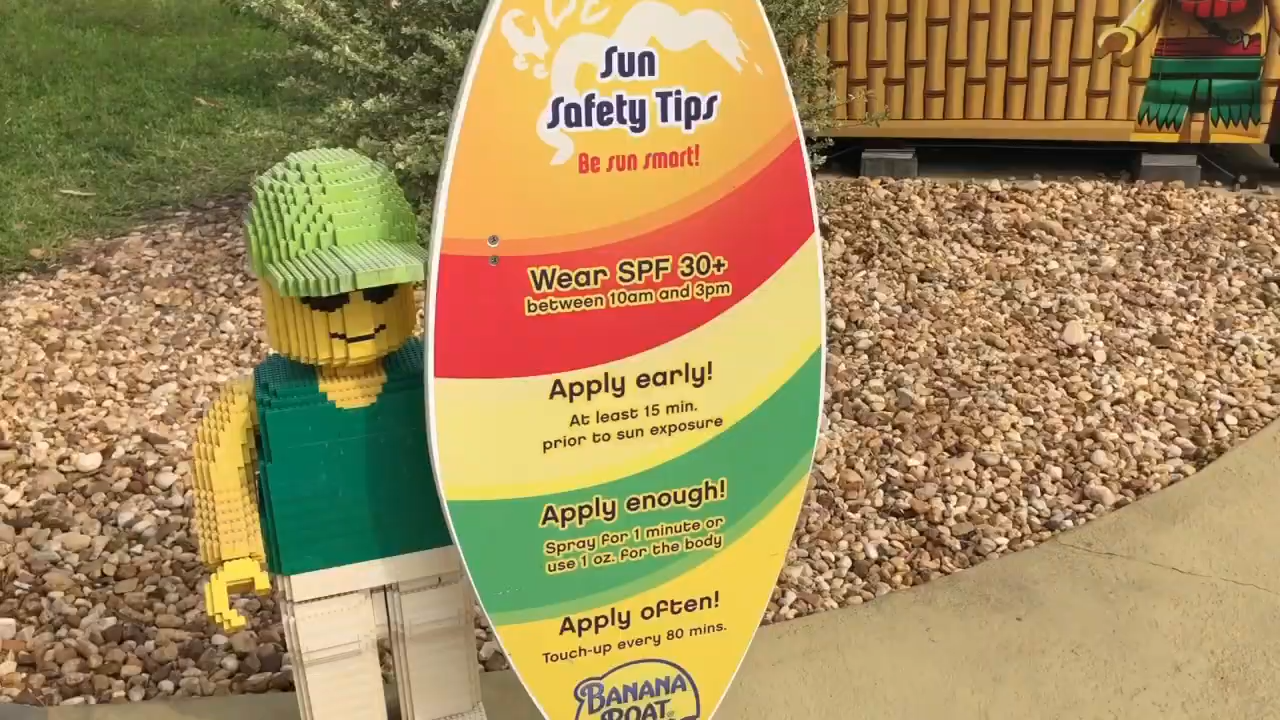 Sun
Safety Tips
Be sun smart!
Wear SPF 30+
between 10am and 3pm
Apply early!
At least 15 min.
prior to sun exposure
Apply enough!
Spray for 1 minute or
use 1 oz. for the body
Apply often!
Touch-up every 80 mins.
BANANA
BOAT